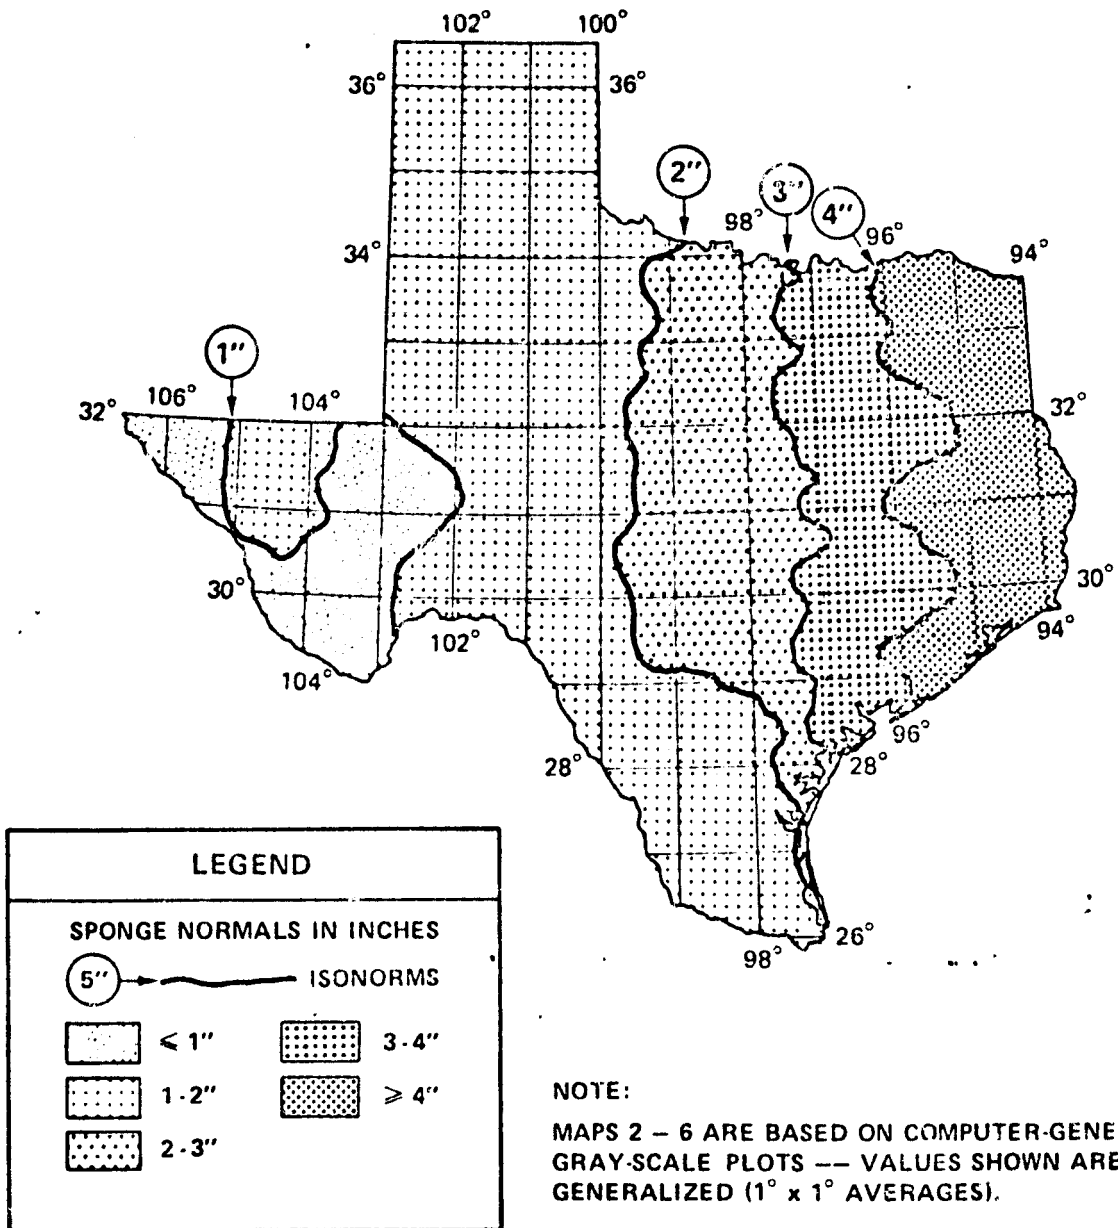 102° 100°
36° 36°
2"
3"
4"
98° 96°
34° 94°
1"
106° 104°
32° 32°
30° 30°
102° 94°
104°
96°
28° 28°
26°
98°
LEGEND
SPONGE NORMALS IN INCHES
5" ISONORMS
⩽ 1" 3-4"
1-2" ⩾ 4"
2-3"
NOTE:
MAPS 2 – 6 ARE BASED ON COMPUTER-GENE
GRAY-SCALE PLOTS –– VALUES SHOWN ARE
GENERALIZED (1° x 1° AVERAGES).